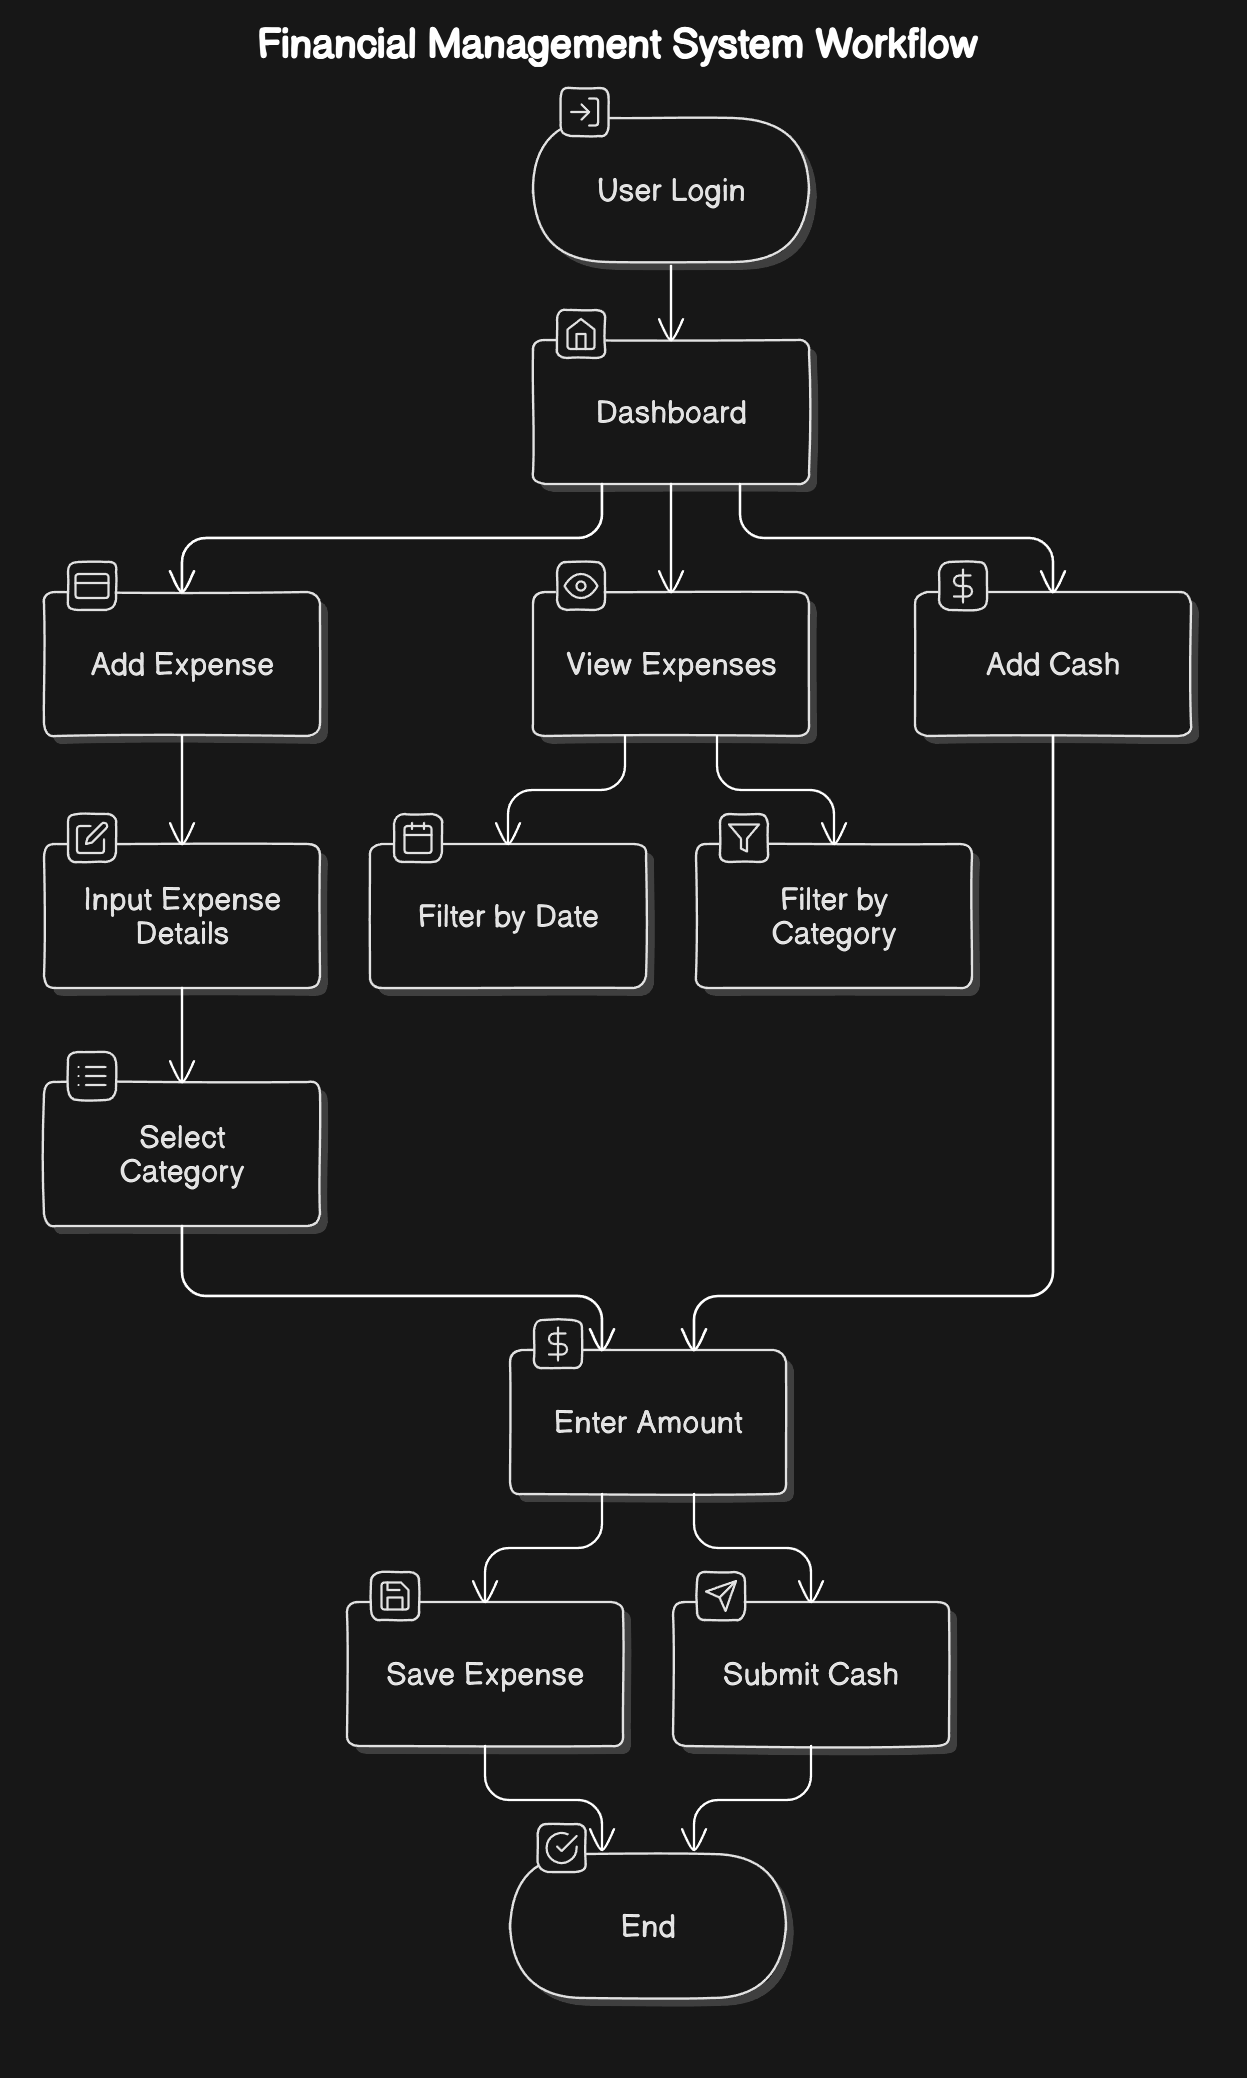 Financial Management System Workflow
User Login
Dashboard
Add Expense
View Expenses
Add Cash
Input Expense
Details
Filter by Date
Filter by
Category
Select
Category
Enter Amount
Save Expense
Submit Cash
End